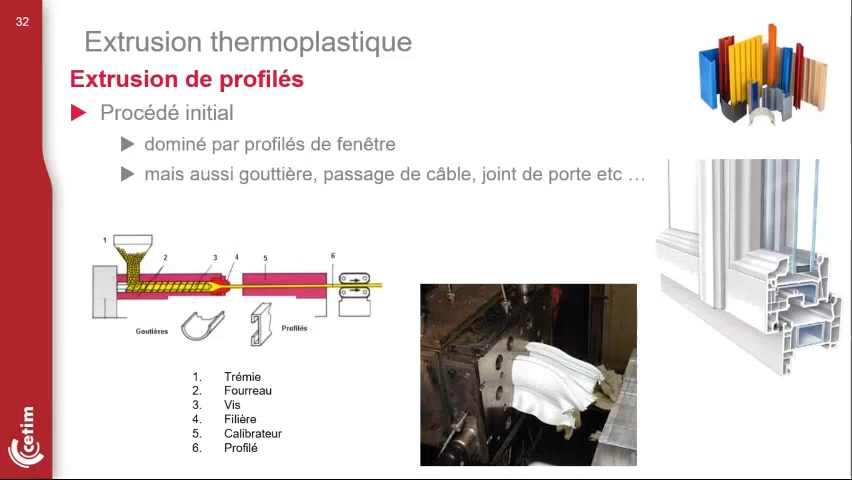 32
Extrusion thermoplastique
Extrusion de profilés
Procédé initial
dominé par profilés de fenêtre
mais aussi gouttière, passage de câble, joint de porte etc …
1
2
3
4
5
6
Goutières
Profilés
1. Trémie
2. Fourreau
3. Vis
4. Filière
5. Calibrateur
6. Profilé
cetim